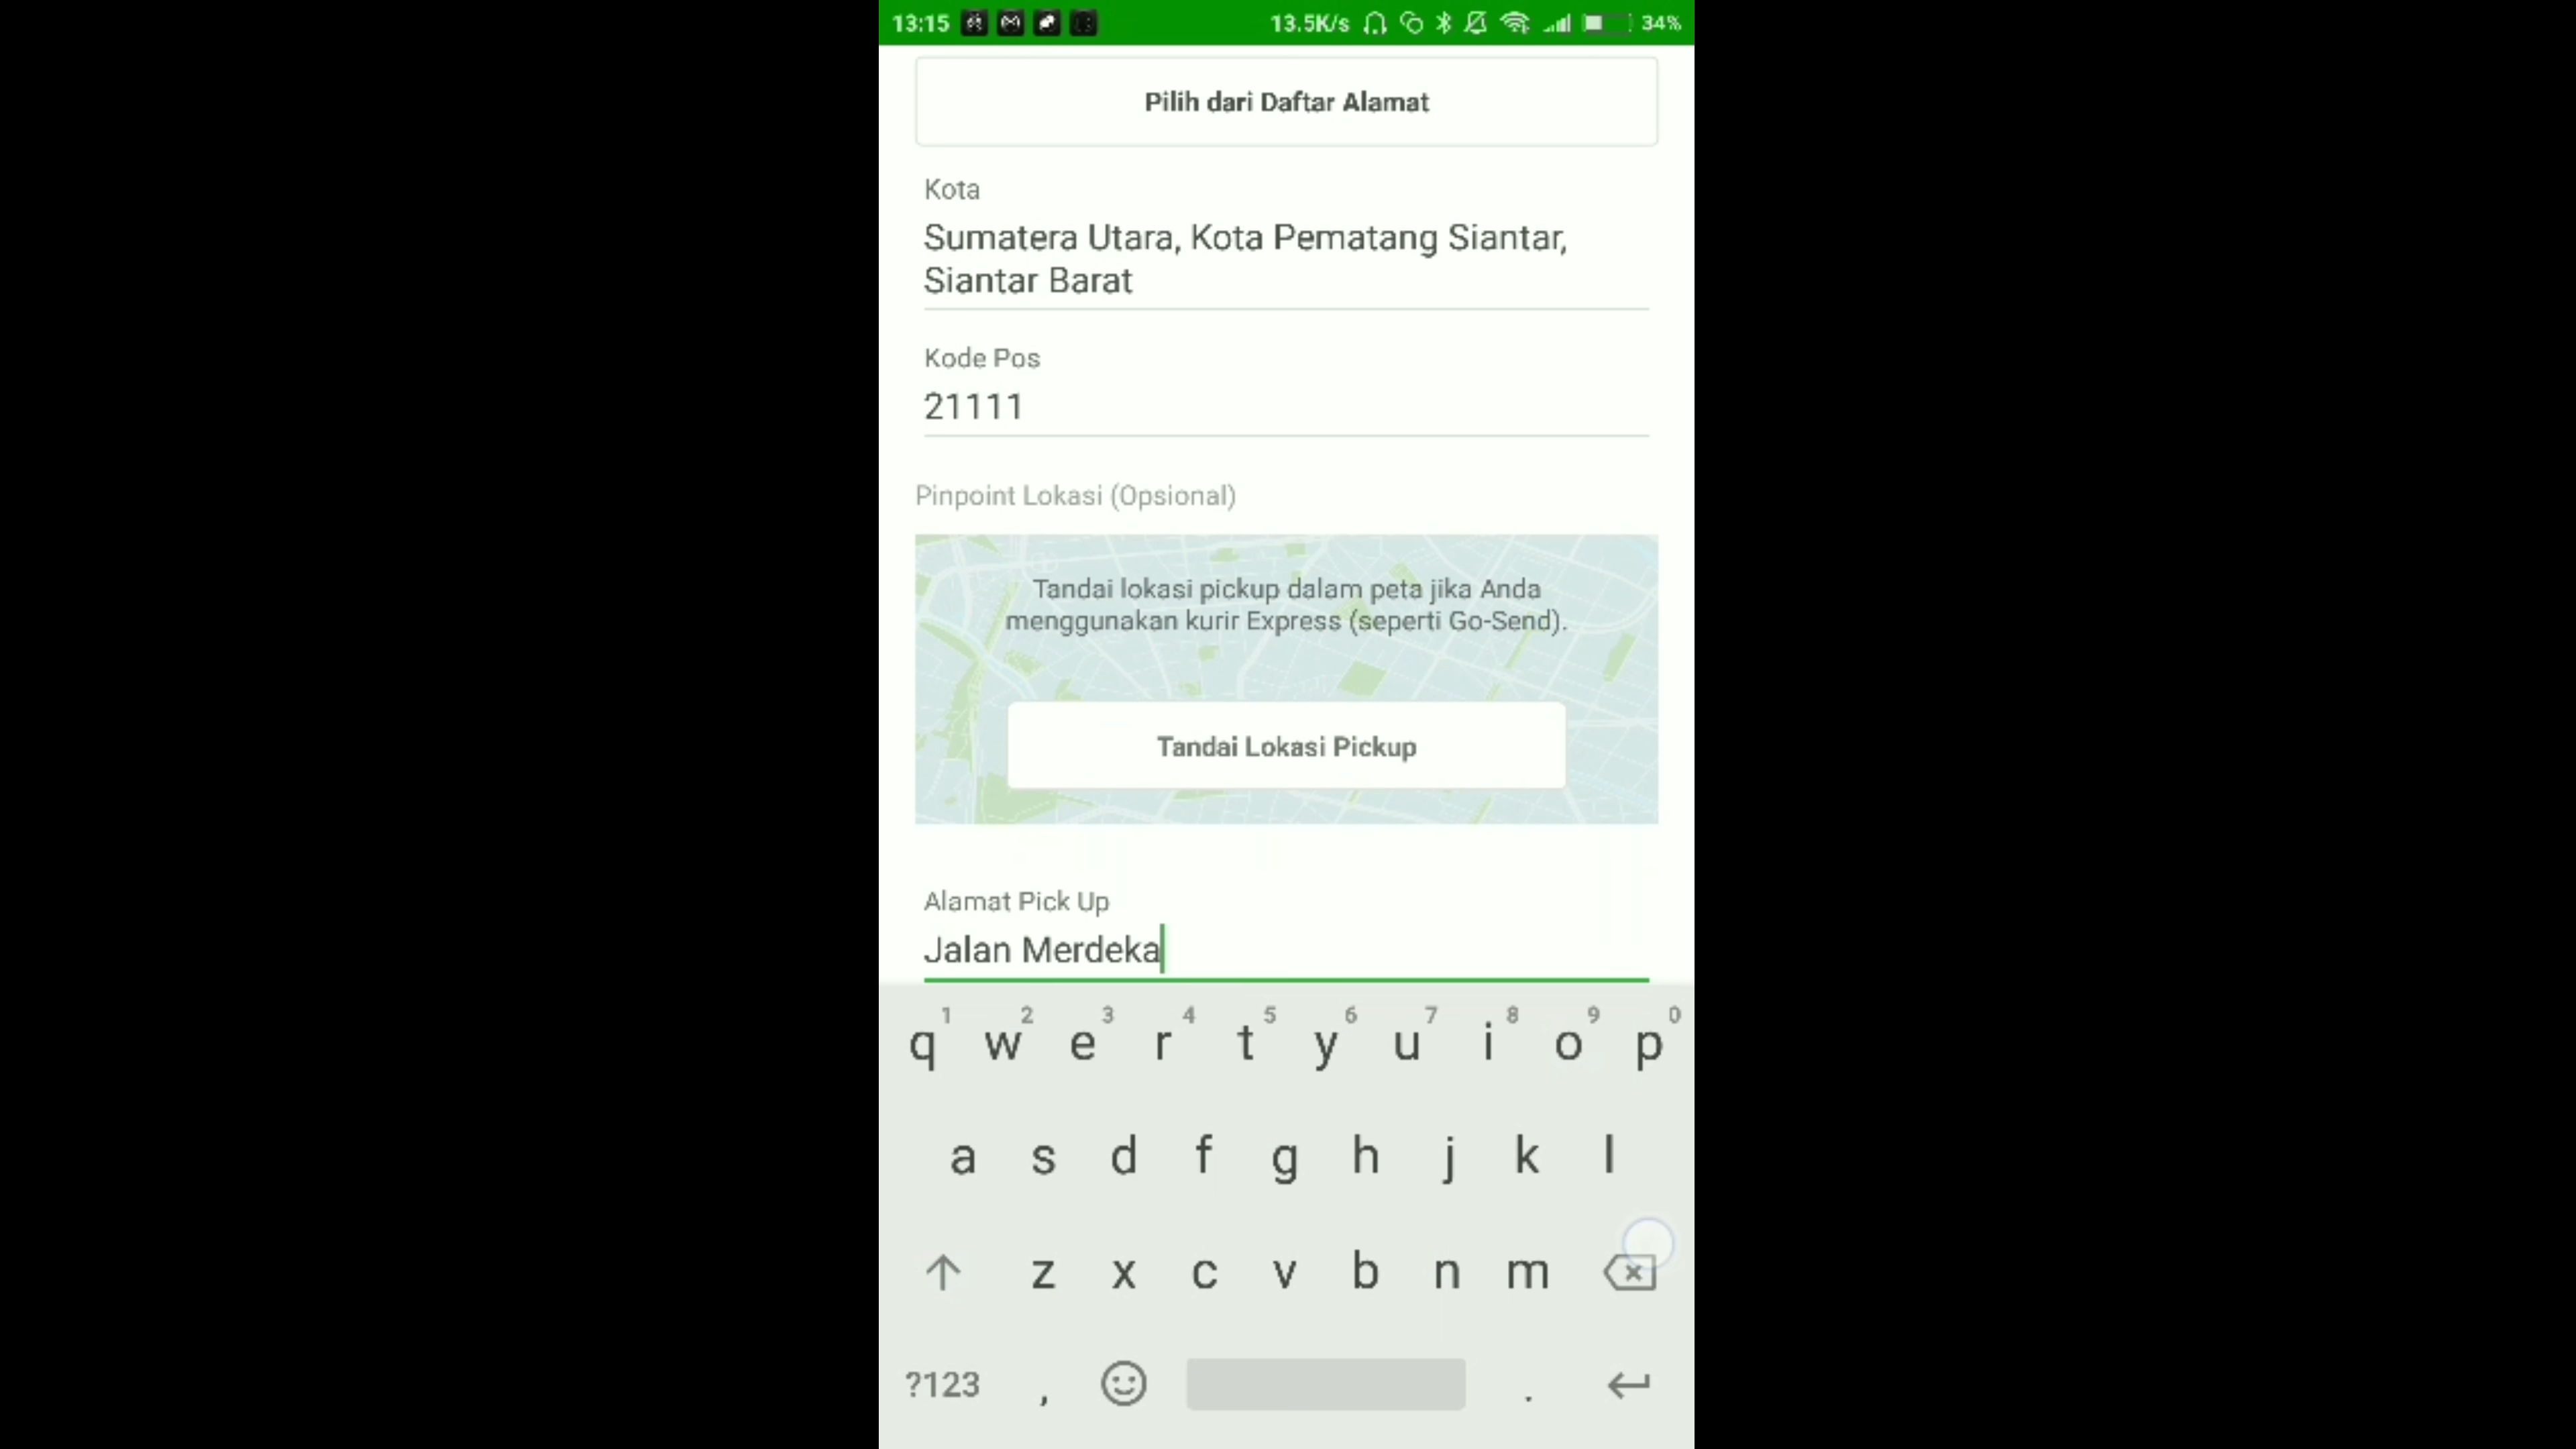 13:15 13.5K/s 34%
Pilih dari Daftar Alamat
Kota
Sumatera Utara, Kota Pematang Siantar,
Siantar Barat
Kode Pos
21111
Pinpoint Lokasi (Opsional)
Tandai lokasi pickup dalam peta jika Anda
menggunakan kurir Express (seperti Go-Send).
Tandai Lokasi Pickup
Alamat Pick Up
Jalan Merdeka
1 2 3 4 5 6 7 8 9 0
q w e r t y u i o p
a s d f g h j k l
z x c v b n m
?123 , .